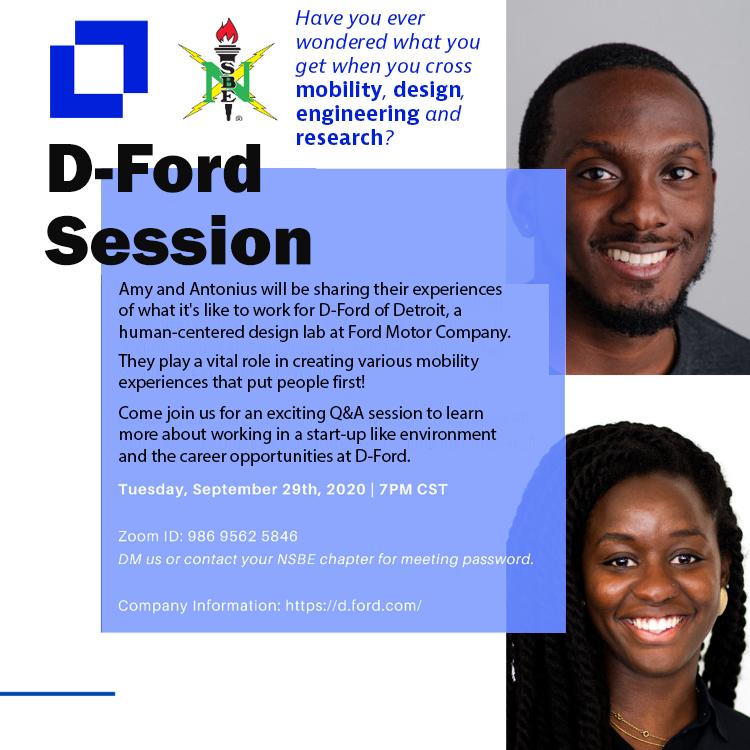 Have you ever
wondered what you
get when you cross
mobility, design,
engineering and
research?
NSBE
®
D-Ford
Session
Amy and Antonius will be sharing their experiences
of what it's like to work for D-Ford of Detroit, a
human-centered design lab at Ford Motor Company.
They play a vital role in creating various mobility
experiences that put people first!
Come join us for an exciting Q&A session to learn
more about working in a start-up like environment
and the career opportunities at D-Ford.
Tuesday, September 29th, 2020 | 7PM CST
Zoom ID: 986 9562 5846
DM us or contact your NSBE chapter for meeting password.
Company Information: https://d.ford.com/